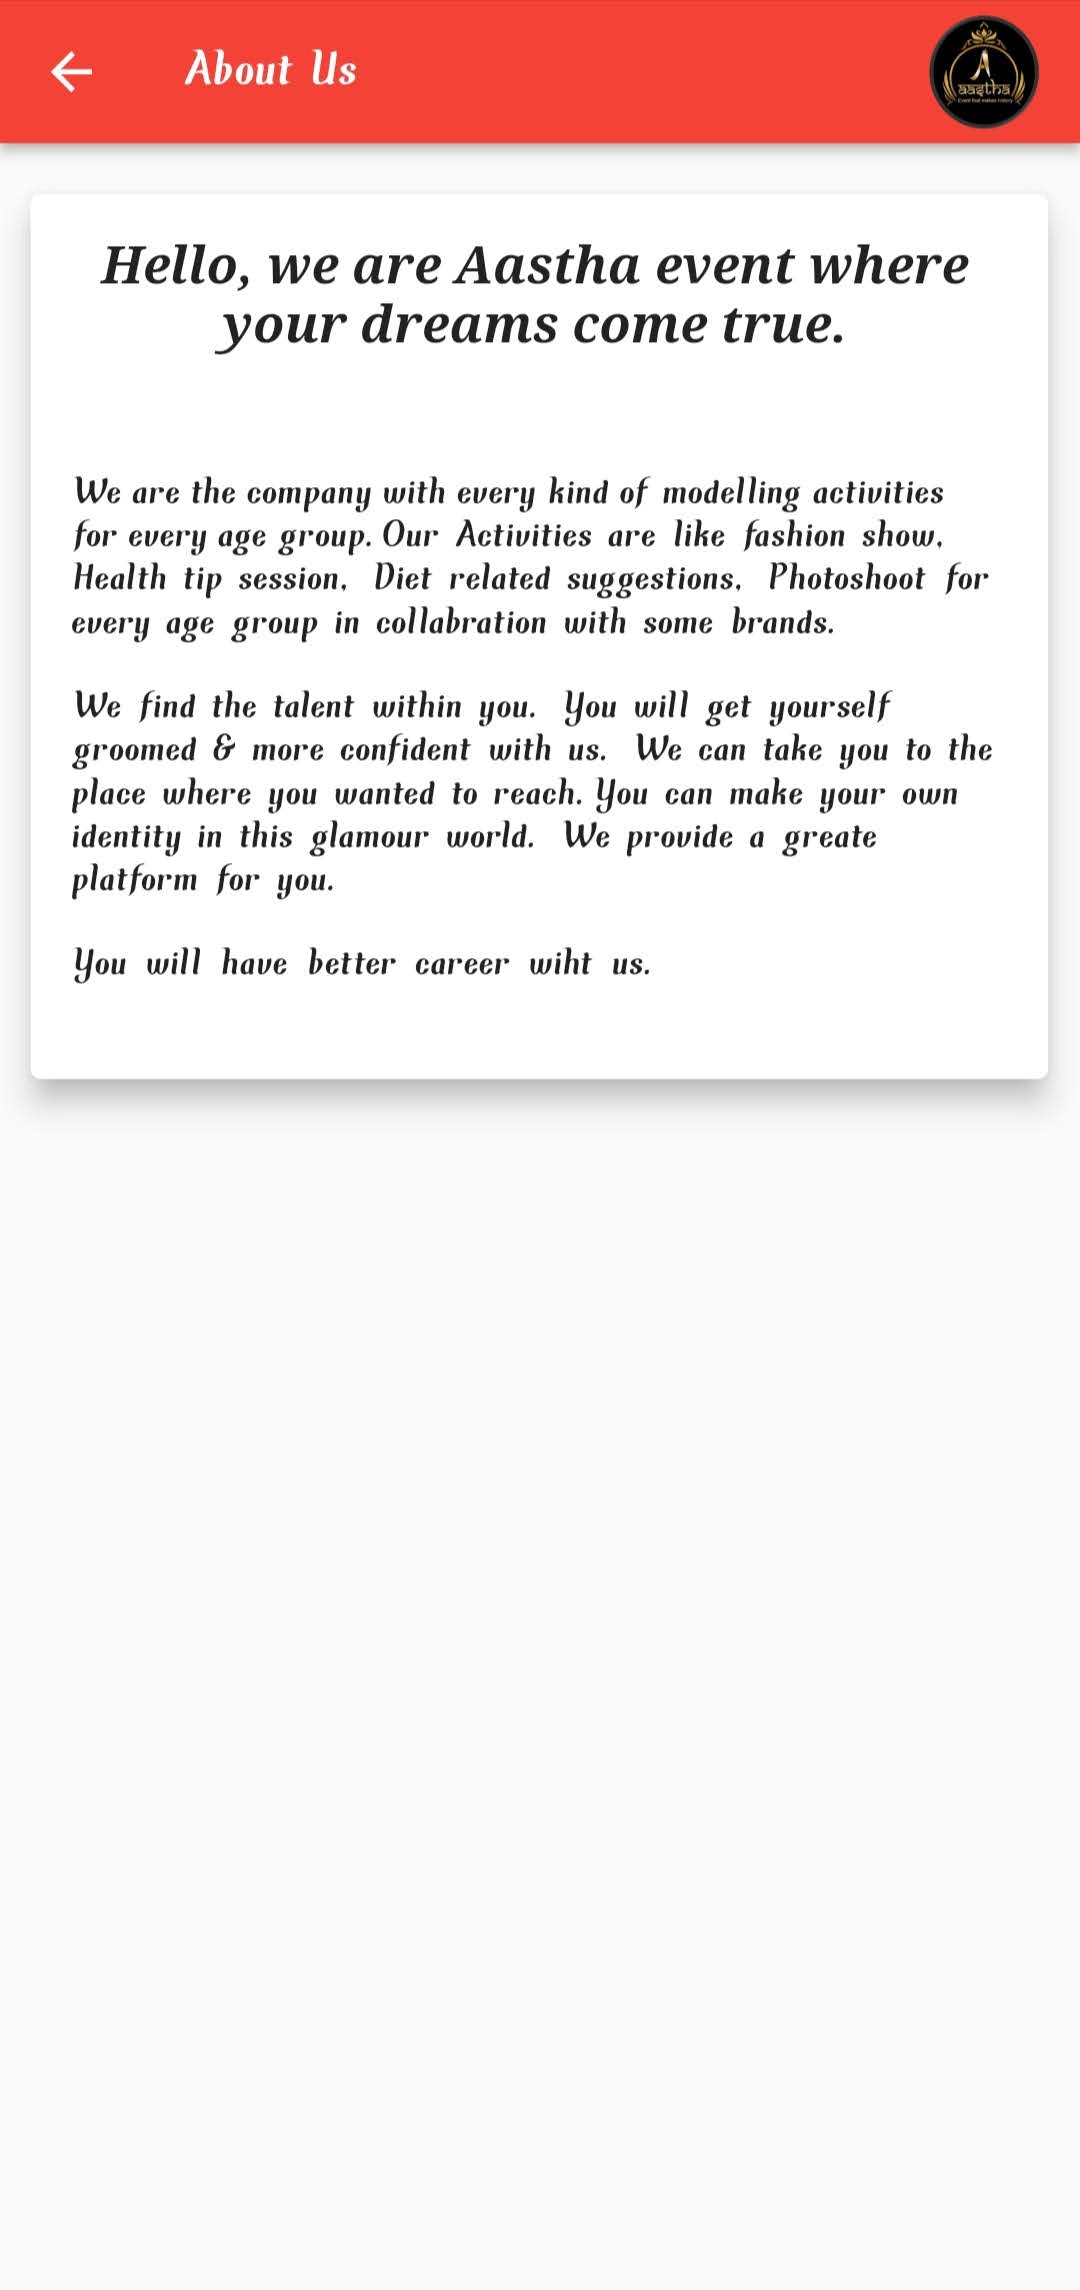 About Us
A
aastha
Event that makes history
Hello, we are Aastha event where
your dreams come true.
We are the company with every kind of modelling activities
for every age group. Our Activities are like fashion show,
Health tip session, Diet related suggestions, Photoshoot for
every age group in collabration with some brands.
We find the talent within you. You will get yourself
groomed & more confident with us. We can take you to the
place where you wanted to reach. You can make your own
identity in this glamour world. We provide a greate
platform for you.
You will have better career wiht us.